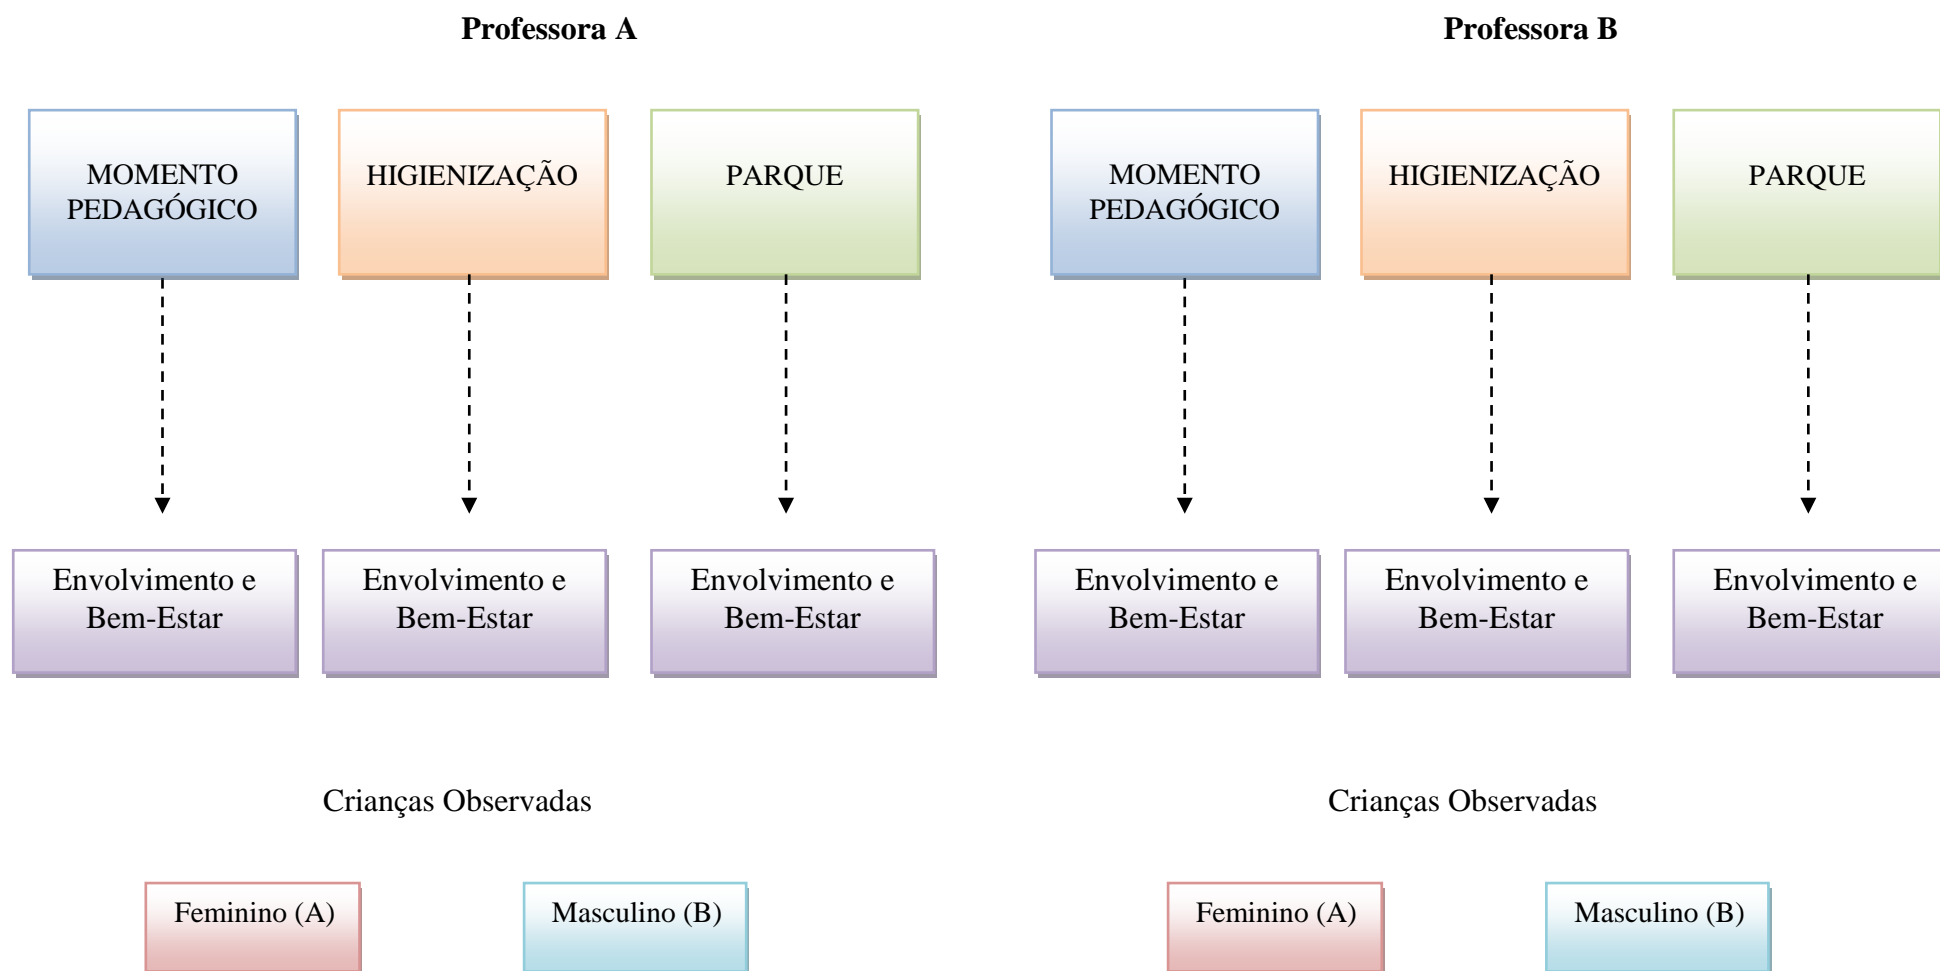 Professora A
MOMENTO
PEDAGÓGICO
HIGIENIZAÇÃO
PARQUE
Envolvimento e
Bem-Estar
Envolvimento e
Bem-Estar
Envolvimento e
Bem-Estar
Crianças Observadas
Feminino (A)
Masculino (B)
Professora B
MOMENTO
PEDAGÓGICO
HIGIENIZAÇÃO
PARQUE
Envolvimento e
Bem-Estar
Envolvimento e
Bem-Estar
Envolvimento e
Bem-Estar
Crianças Observadas
Feminino (A)
Masculino (B)